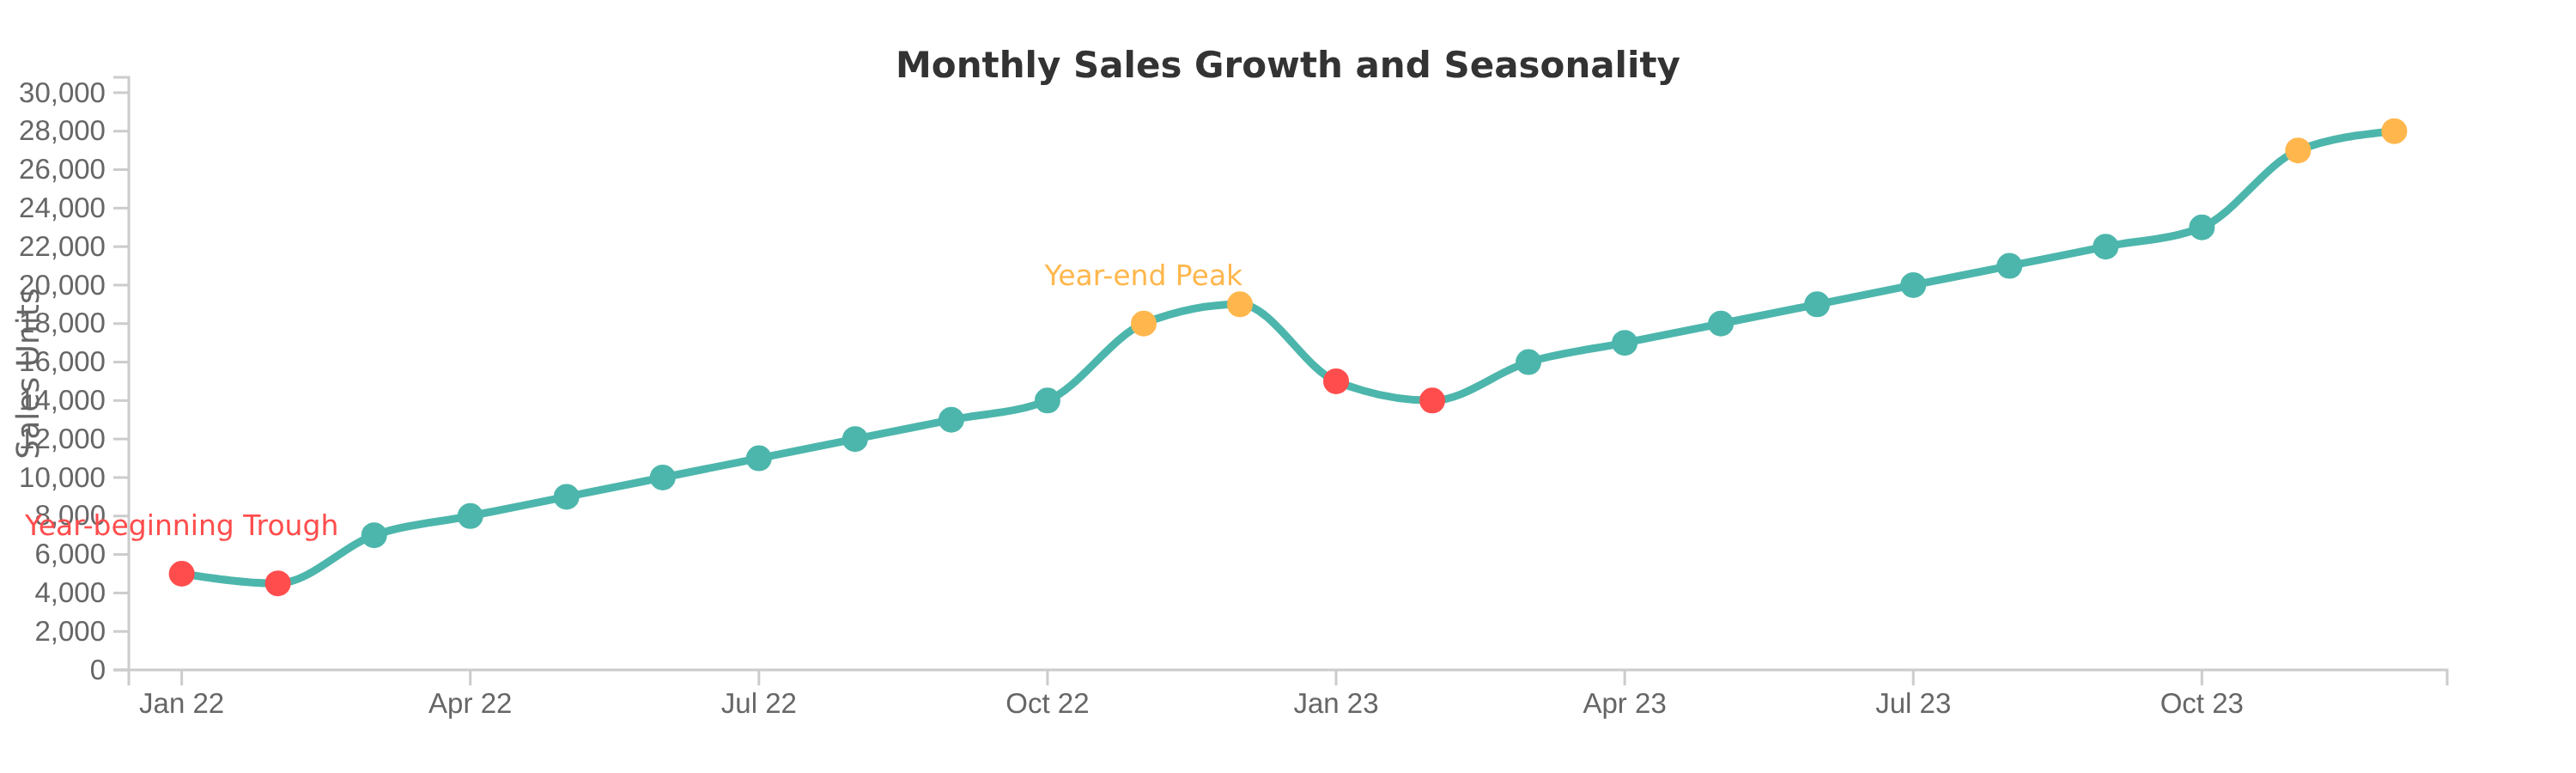 Monthly Sales Growth and Seasonality
30,000
28,000
26,000
24,000
22,000
20,000
18,000
16,000
14,000
12,000
10,000
8,000
6,000
4,000
2,000
0
Sales Units
Year-end Peak
Year-beginning Trough
Jan 22
Apr 22
Jul 22
Oct 22
Jan 23
Apr 23
Jul 23
Oct 23